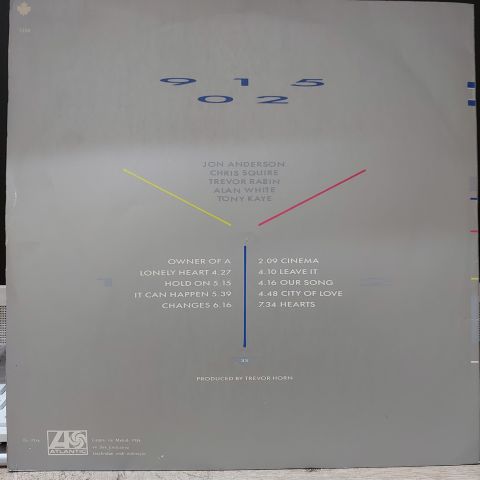 9 1 5
0 2
JON ANDERSON
CHRIS SQUIRE
TREVOR RABIN
ALAN WHITE
TONY KAYE
OWNER OF A
LONELY HEART 4.27
HOLD ON 5.15
IT CAN HAPPEN 5.39
CHANGES 6.16
2.09 CINEMA
4.10 LEAVE IT
4.16 OUR SONG
4.48 CITY OF LOVE
7.34 HEARTS
33
PRODUCED BY TREVOR HORN
ATLANTIC